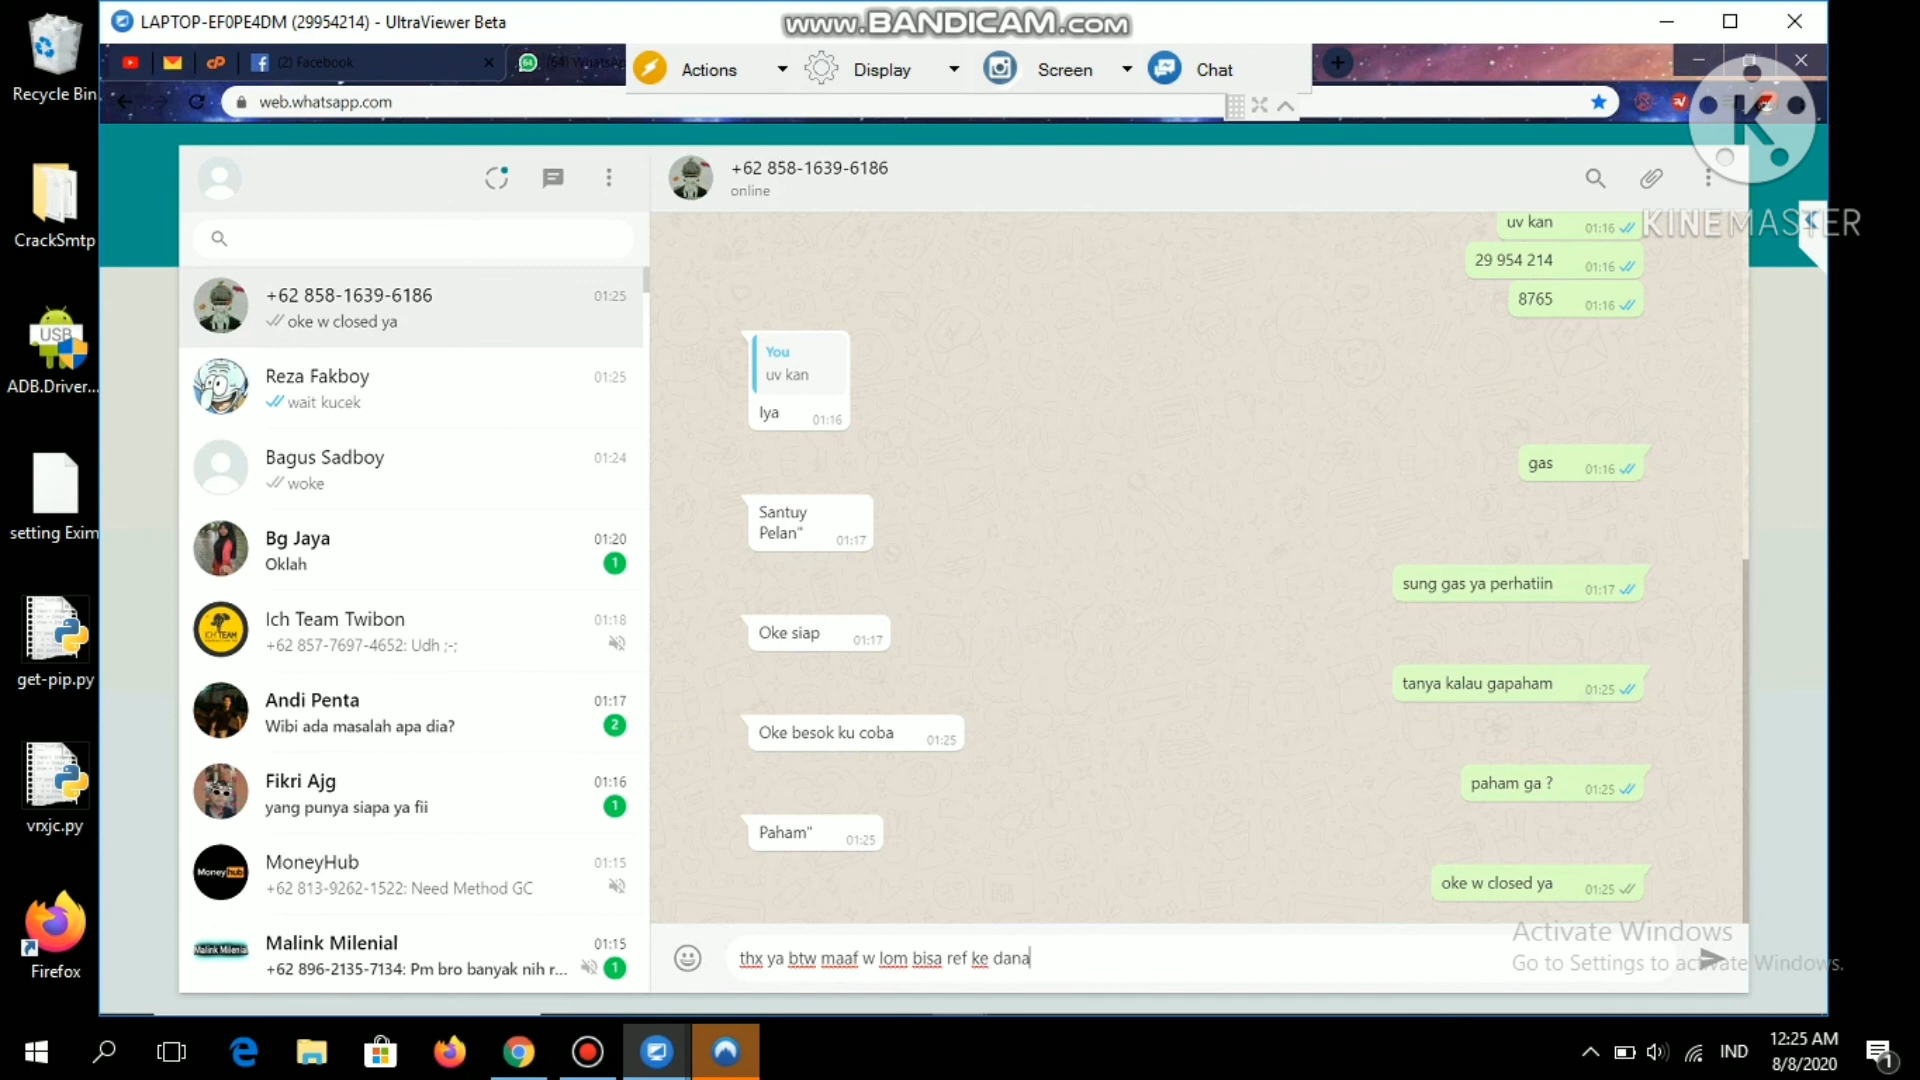 LAPTOP-EF0PE4DM (29954214) - UltraViewer Beta
www.BANDICAM.com
(2) Facebook
(64) WhatsAp
Actions
Display
Screen
Chat
web.whatsapp.com
Recycle Bin
CrackSmtp
ADB.Driver...
setting Exim
get-pip.py
vrxjc.py
Firefox
+62 858-1639-6186
01:25
oke w closed ya
Reza Fakboy
01:25
wait kucek
Bagus Sadboy
01:24
woke
Bg Jaya
01:20
Oklah
1
Ich Team Twibon
01:18
+62 857-7697-4652: Udh ;-;
Andi Penta
01:17
Wibi ada masalah apa dia?
2
Fikri Ajg
01:16
yang punya siapa ya fii
1
MoneyHub
01:15
+62 813-9262-1522: Need Method GC
Malink Milenial
01:15
+62 896-2135-7134: Pm bro banyak nih r...
1
+62 858-1639-6186
online
KINEMASTER
uv kan
01:16
29 954 214
01:16
8765
01:16
You
uv kan
Iya
01:16
gas
01:16
Santuy
Pelan"
01:17
sung gas ya perhatiin
01:17
Oke siap
01:17
tanya kalau gapaham
01:25
Oke besok ku coba
01:25
paham ga ?
01:25
Paham"
01:25
oke w closed ya
01:25
thx ya btw maaf w lom bisa ref ke dana
Activate Windows
Go to Settings to activate Windows.
IND
12:25 AM
8/8/2020
1